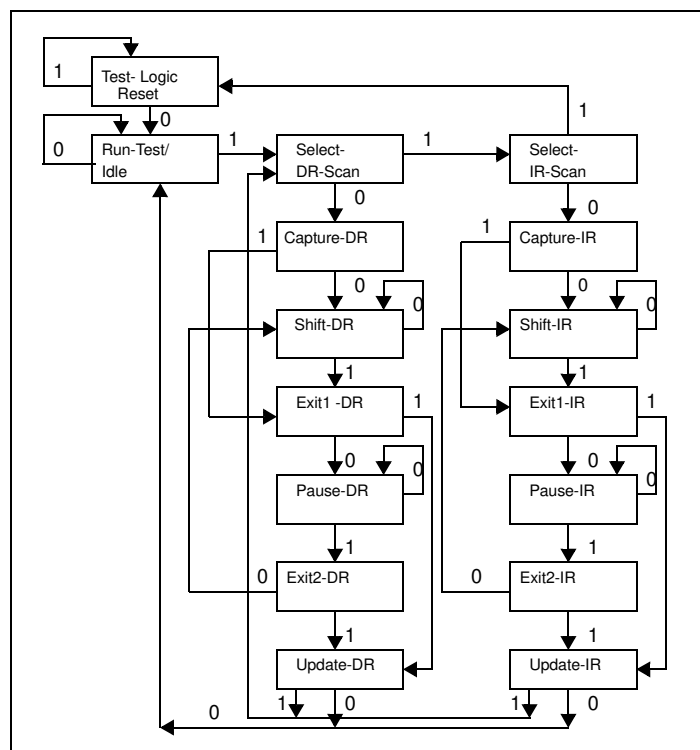 1
Test- Logic
Reset
0
1
0
Run-Test/
Idle
1
Select-
DR-Scan
1
Select-
IR-Scan
0
0
1
Capture-DR
1
Capture-IR
0
0
Shift-DR
0
Shift-IR
0
1
1
Exit1 -DR
1
Exit1-IR
1
0
0
Pause-DR
0
Pause-IR
0
1
1
0
Exit2-DR
0
Exit2-IR
1
1
Update-DR
Update-IR
0
1
0
1
0